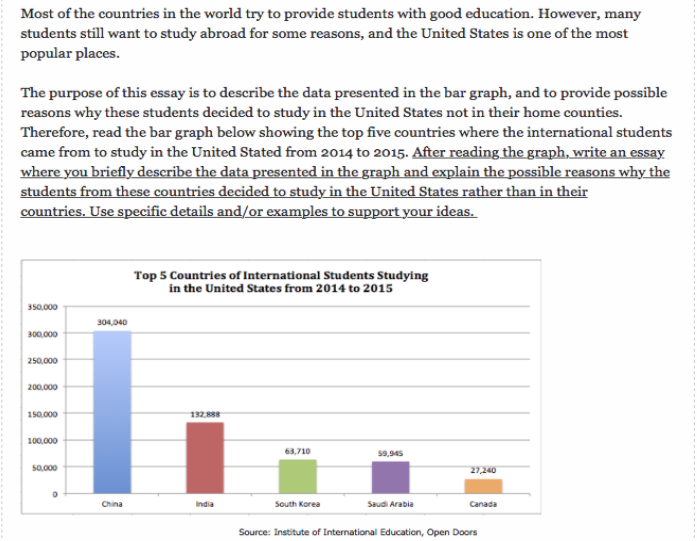 Most of the countries in the world try to provide students with good education. However, many
students still want to study abroad for some reasons, and the United States is one of the most
popular places.
The purpose of this essay is to describe the data presented in the bar graph, and to provide possible
reasons why these students decided to study in the United States not in their home counties.
Therefore, read the bar graph below showing the top five countries where the international students
came from to study in the United Stated from 2014 to 2015. After reading the graph, write an essay
where you briefly describe the data presented in the graph and explain the possible reasons why the
students from these countries decided to study in the United States rather than in their
countries. Use specific details and/or examples to support your ideas.
Top 5 Countries of International Students Studying
in the United States from 2014 to 2015
350,000
300,000
250,000
200,000
150,000
100,000
50,000
0
304,040
132,888
63,710
59,945
27,240
China
India
South Korea
Saudi Arabia
Canada
Source: Institute of International Education, Open Doors